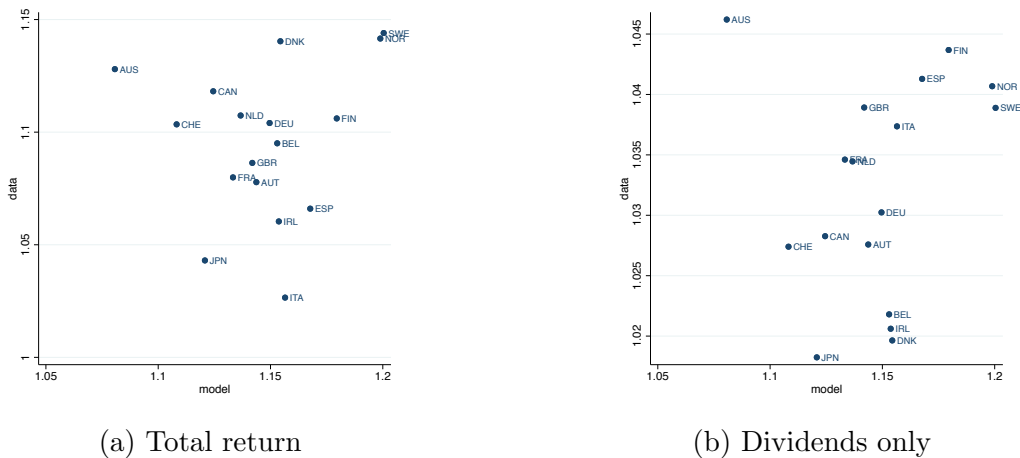 1.15
1.1
1.05
1
data
SWE
NOR
DNK
AUS
CAN
NLD
FIN
CHE
DEU
BEL
GBR
FRA
AUT
ESP
IRL
JPN
ITA
1.05 1.1 1.15 1.2
model
(a) Total return
1.045
1.04
1.035
1.03
1.025
1.02
data
AUS
FIN
ESP
NOR
GBR
SWE
ITA
FRA
NLD
DEU
CAN
AUT
CHE
BEL
IRL
DNK
JPN
1.05 1.1 1.15 1.2
model
(b) Dividends only